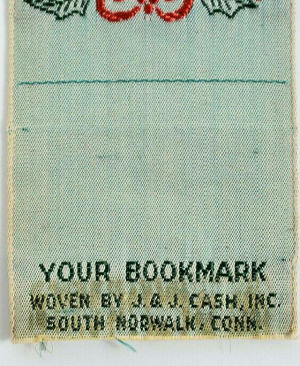 YOUR BOOKMARK
WOVEN BY J. & J. CASH, INC.
SOUTH NORWALK, CONN.